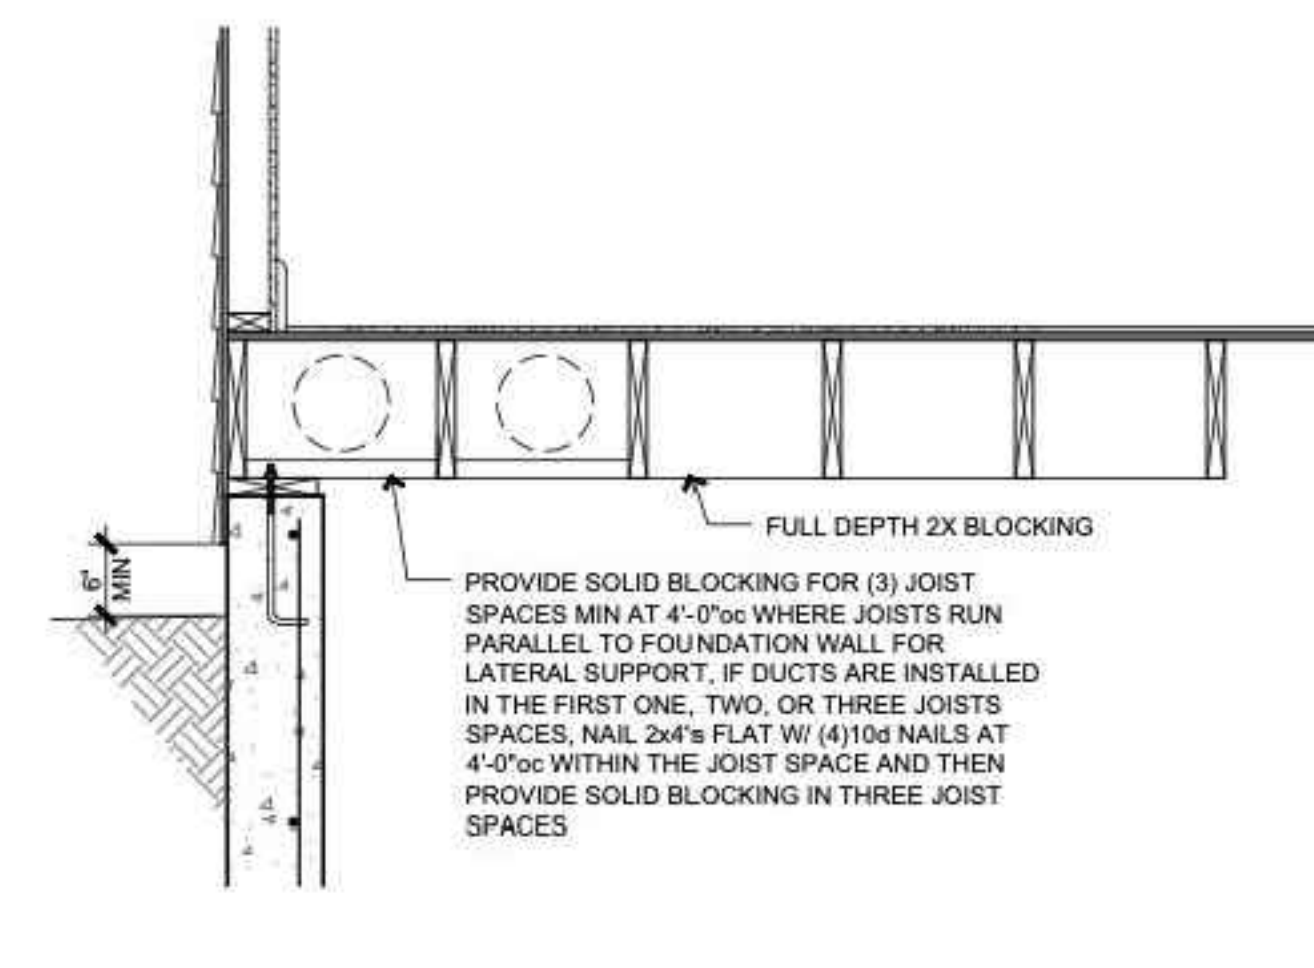 FULL DEPTH 2X BLOCKING
PROVIDE SOLID BLOCKING FOR (3) JOIST
SPACES MIN AT 4'-0"oc WHERE JOISTS RUN
PARALLEL TO FOUNDATION WALL FOR
LATERAL SUPPORT, IF DUCTS ARE INSTALLED
IN THE FIRST ONE, TWO, OR THREE JOISTS
SPACES, NAIL 2x4's FLAT W/ (4)10d NAILS AT
4'-0"oc WITHIN THE JOIST SPACE AND THEN
PROVIDE SOLID BLOCKING IN THREE JOIST
SPACES
6"
MIN